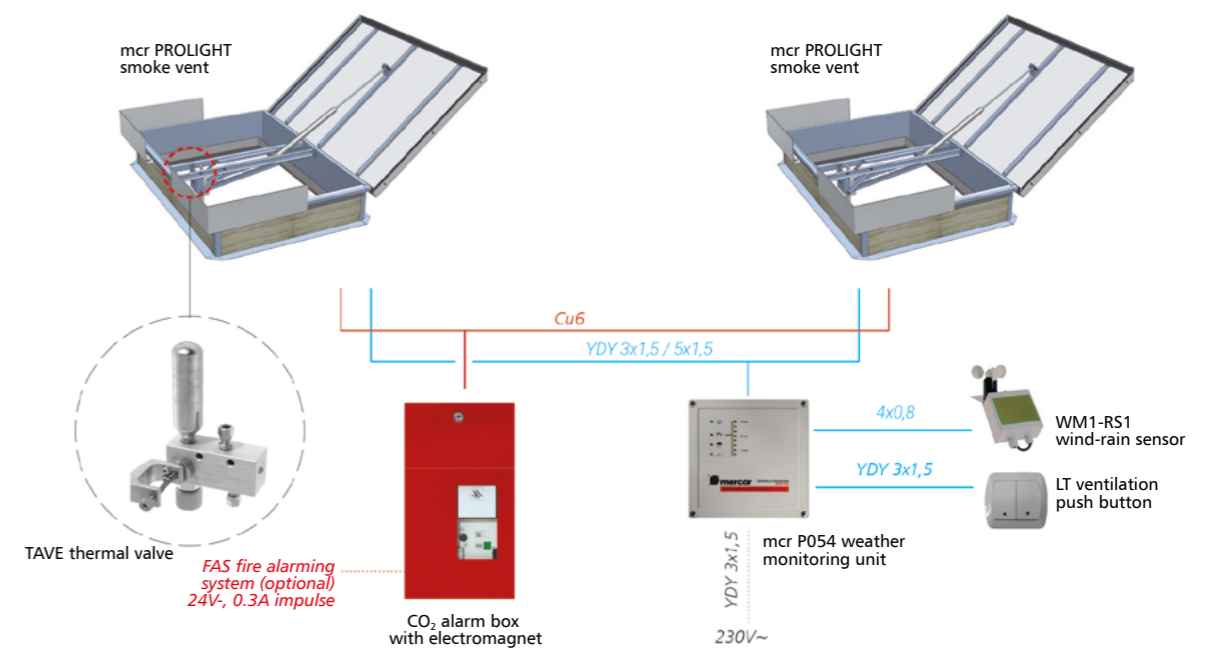 mcr PROLIGHT
smoke vent
mcr PROLIGHT
smoke vent
Cu6
YDY 3x1,5 / 5x1,5
4x0,8
WM1-RS1
wind-rain sensor
YDY 3x1,5
LT ventilation
push button
mercor
mcr P054 weather
monitoring unit
TAVE thermal valve
FAS fire alarming
system (optional)
24V-, 0.3A impulse
CO₂ alarm box
with electromagnet
YDY 3x1,5
230V~